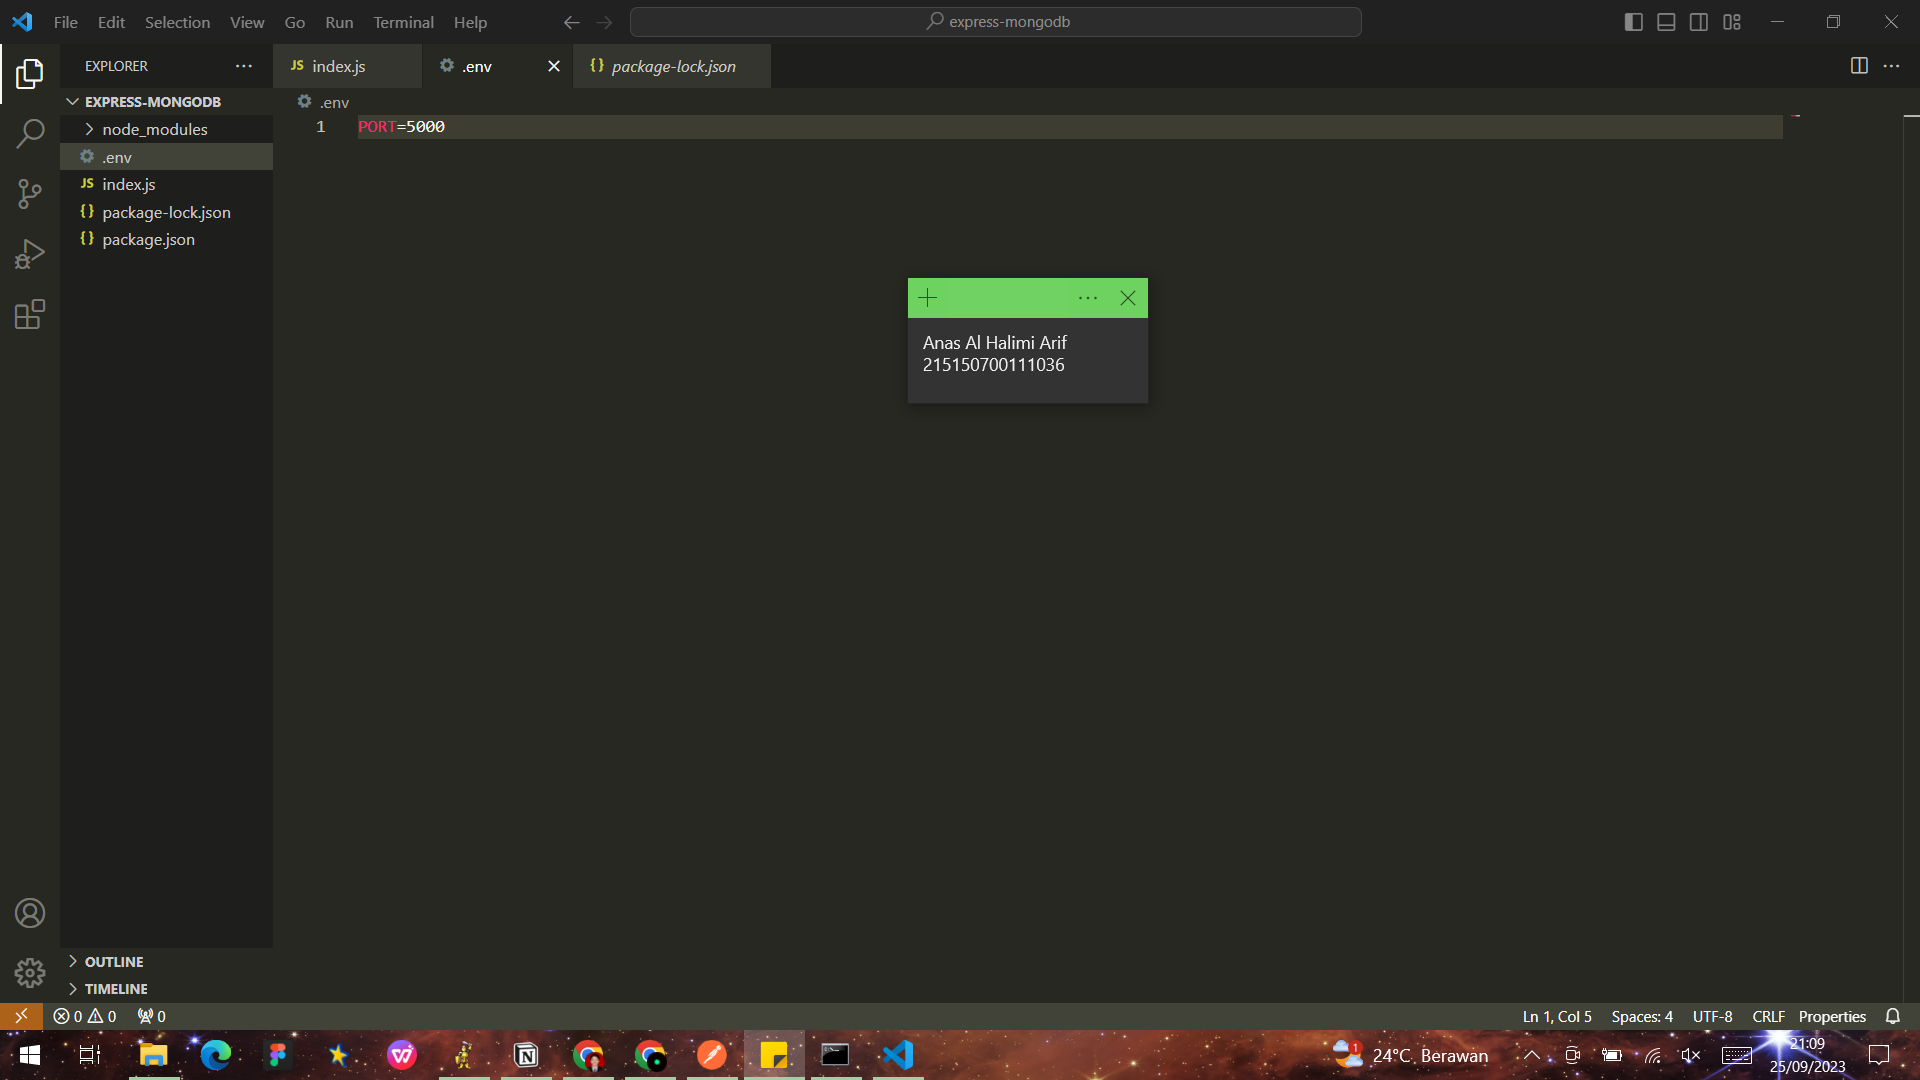 File Edit Selection View Go Run Terminal Help
express-mongodb
EXPLORER
index.js
.env
package-lock.json
EXPRESS-MONGODB
node_modules
.env
index.js
package-lock.json
package.json
.env
1 PORT=5000
Anas Al Halimi Arif
215150700111036
OUTLINE
TIMELINE
0 0 0
Ln 1, Col 5 Spaces: 4 UTF-8 CRLF Properties
24°C Berawan
21:09
25/09/2023